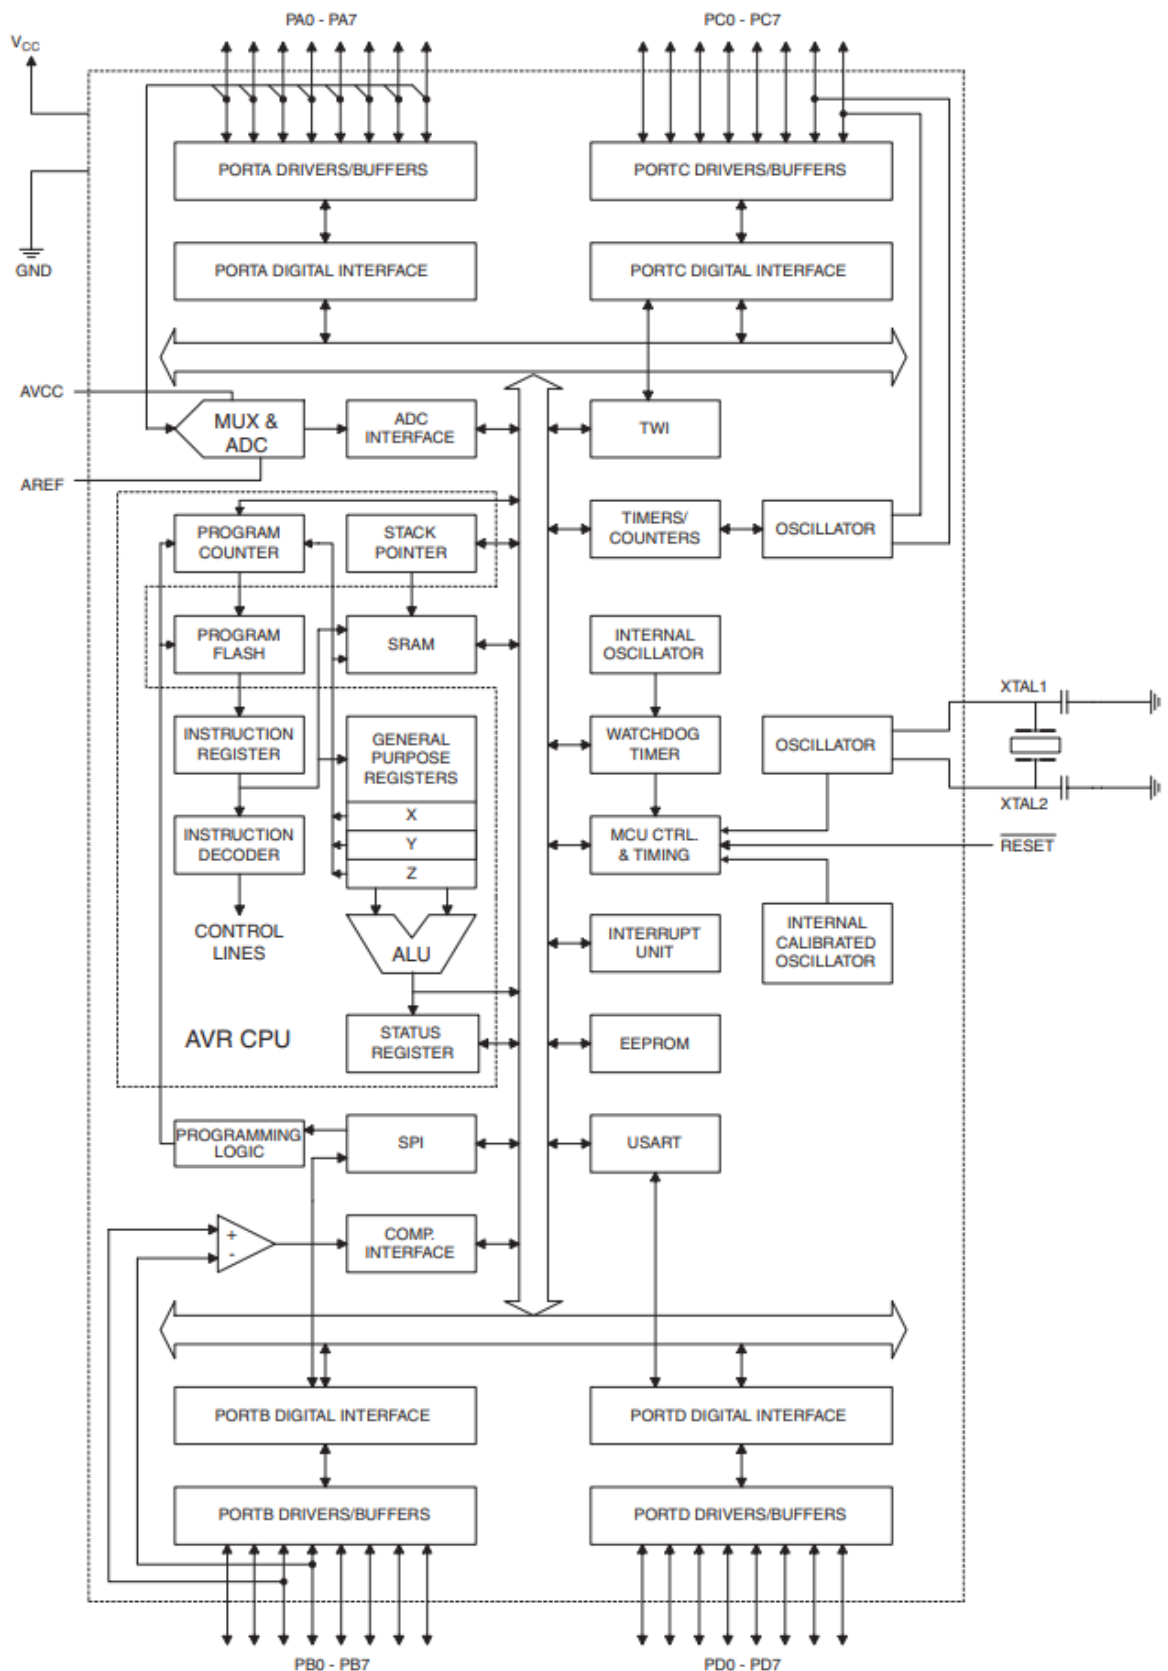 PA0 - PA7
PC0 - PC7
VCC
PORTA DRIVERS/BUFFERS
PORTC DRIVERS/BUFFERS
GND
PORTA DIGITAL INTERFACE
PORTC DIGITAL INTERFACE
AVCC
MUX &
ADC
ADC
INTERFACE
TWI
AREF
PROGRAM
COUNTER
STACK
POINTER
TIMERS/
COUNTERS
OSCILLATOR
PROGRAM
FLASH
SRAM
INTERNAL
OSCILLATOR
XTAL1
INSTRUCTION
REGISTER
GENERAL
PURPOSE
REGISTERS
WATCHDOG
TIMER
OSCILLATOR
XTAL2
X
INSTRUCTION
DECODER
Y
Z
MCU CTRL.
& TIMING
RESET
CONTROL
LINES
ALU
INTERRUPT
UNIT
INTERNAL
CALIBRATED
OSCILLATOR
AVR CPU
STATUS
REGISTER
EEPROM
PROGRAMMING
LOGIC
SPI
USART
+
-
COMP.
INTERFACE
PORTB DIGITAL INTERFACE
PORTD DIGITAL INTERFACE
PORTB DRIVERS/BUFFERS
PORTD DRIVERS/BUFFERS
PB0 - PB7
PD0 - PD7